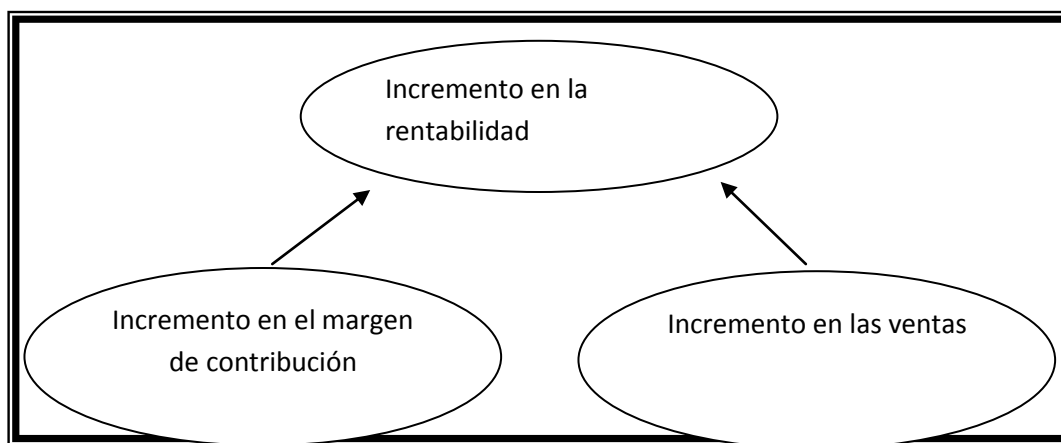 Incremento en la
rentabilidad
Incremento en el margen
de contribución
Incremento en las ventas